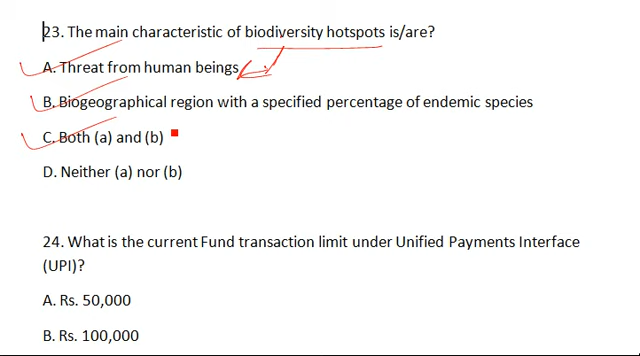 23. The main characteristic of biodiversity hotspots is/are?
A. Threat from human beings
B. Biogeographical region with a specified percentage of endemic species
C. Both (a) and (b)
D. Neither (a) nor (b)
24. What is the current Fund transaction limit under Unified Payments Interface
(UPI)?
A. Rs. 50,000
B. Rs. 100,000